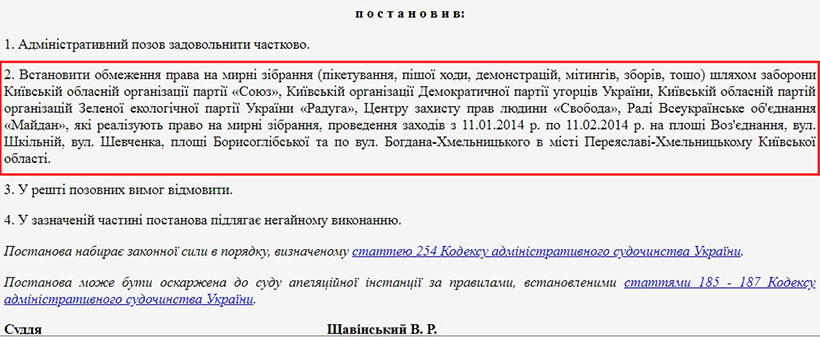 п о с т а н о в и в:
1. Адміністративний позов задовольнити частково.
2. Встановити обмеження права на мирні зібрання (пікетування, пішої ходи, демонстрацій, мітингів, зборів, тощо) шляхом заборони
Київській обласній організації партії «Союз», Київській організації Демократичної партії угорців України, Київській обласній партій
організацій Зеленої екологічної партії України «Радуга», Центру захисту прав людини «Свобода», Раді Всеукраїнське об'єднання
«Майдан», які реалізують право на мирні зібрання, проведення заходів з 11.01.2014 р. по 11.02.2014 р. на площі Воз'єднання, вул.
Шкільній, вул. Шевченка, площі Борисоглібської та по вул. Богдана-Хмельницького в місті Переяславі-Хмельницькому Київської
області.
3. У решті позовних вимог відмовити.
4. У зазначеній частині постанова підлягає негайному виконанню.
Постанова набирає законної сили в порядку, визначеному статтею 254 Кодексу адміністративного судочинства України.
Постанова може бути оскаржена до суду апеляційної інстанції за правилами, встановленими статтями 185 - 187 Кодексу
адміністративного судочинства України.
Суддя Щавінський В. Р.